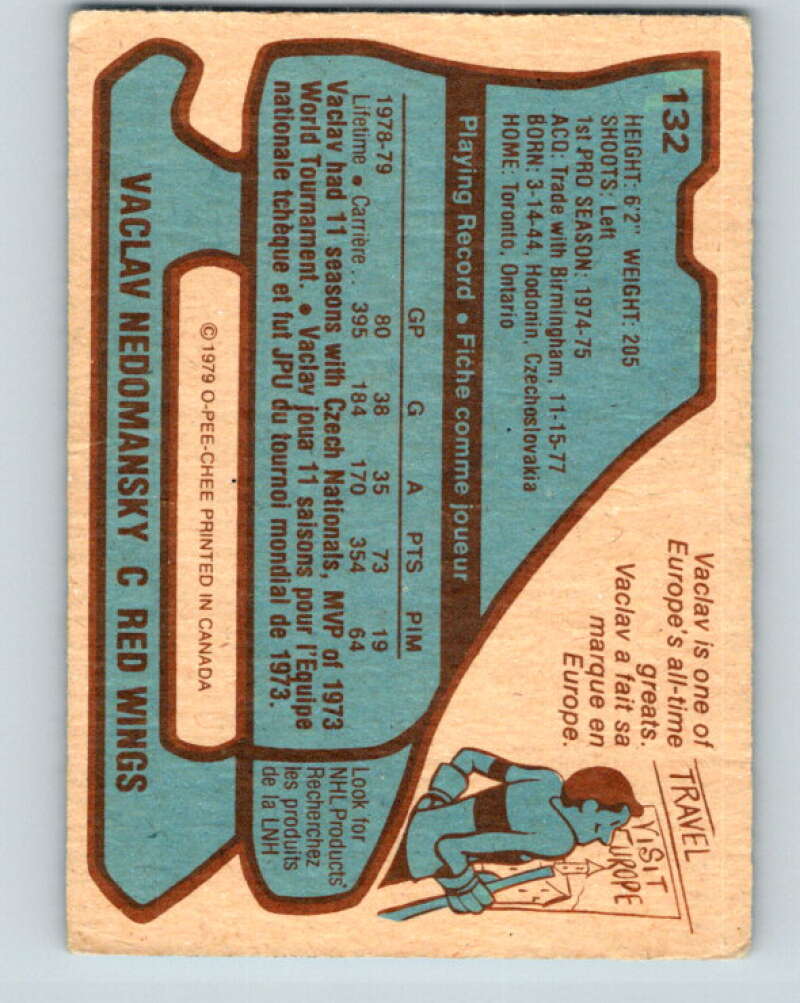 132
HEIGHT: 6'2" WEIGHT: 205
SHOOTS: Left
1st PRO SEASON: 1974-75
ACQ: Trade with Birmingham, 11-15-77
BORN: 3-14-44, Hodonin, Czechoslovakia
HOME: Toronto, Ontario
Playing Record • Fiche comme joueur
GP G A PTS PIM
1978-79 80 38 35 73 19
Lifetime • Carrière .. 395 184 170 354 64
Vaclav had 11 seasons with Czech Nationals, MVP of 1973
World Tournament. • Vaclav joua 11 saisons pour l'Equipe
nationale tchèque et fut JPU du tournoi mondial de 1973.
Vaclav is one of
Europe's all-time
greats.
Vaclav a fait sa
marque en
Europe.
TRAVEL
VISIT
EUROPE
Look for
NHL Products
Recherchez
les produits
de la LNH
© 1979 O-PEE-CHEE PRINTED IN CANADA
VACLAV NEDOMANSKY C RED WINGS